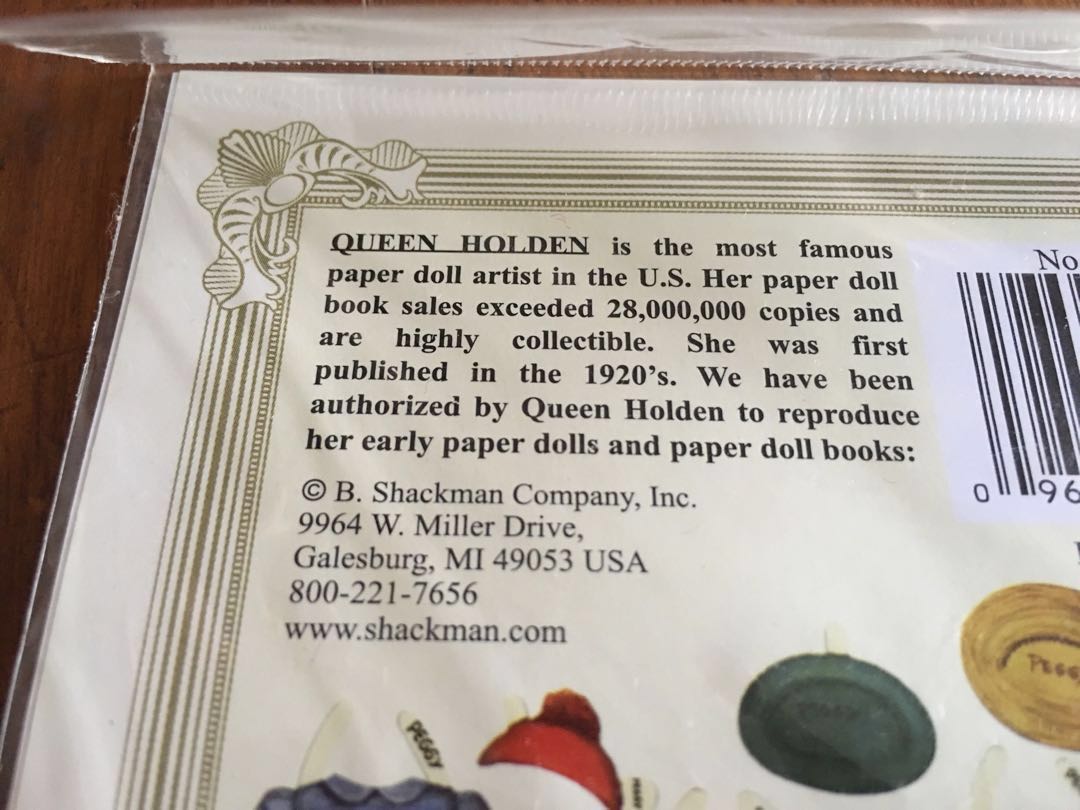 QUEEN HOLDEN is the most famous
paper doll artist in the U.S. Her paper doll
book sales exceeded 28,000,000 copies and
are highly collectible. She was first
published in the 1920’s. We have been
authorized by Queen Holden to reproduce
her early paper dolls and paper doll books:
© B. Shackman Company, Inc.
9964 W. Miller Drive,
Galesburg, MI 49053 USA
800-221-7656
www.shackman.com
No
0 96
PEGGY